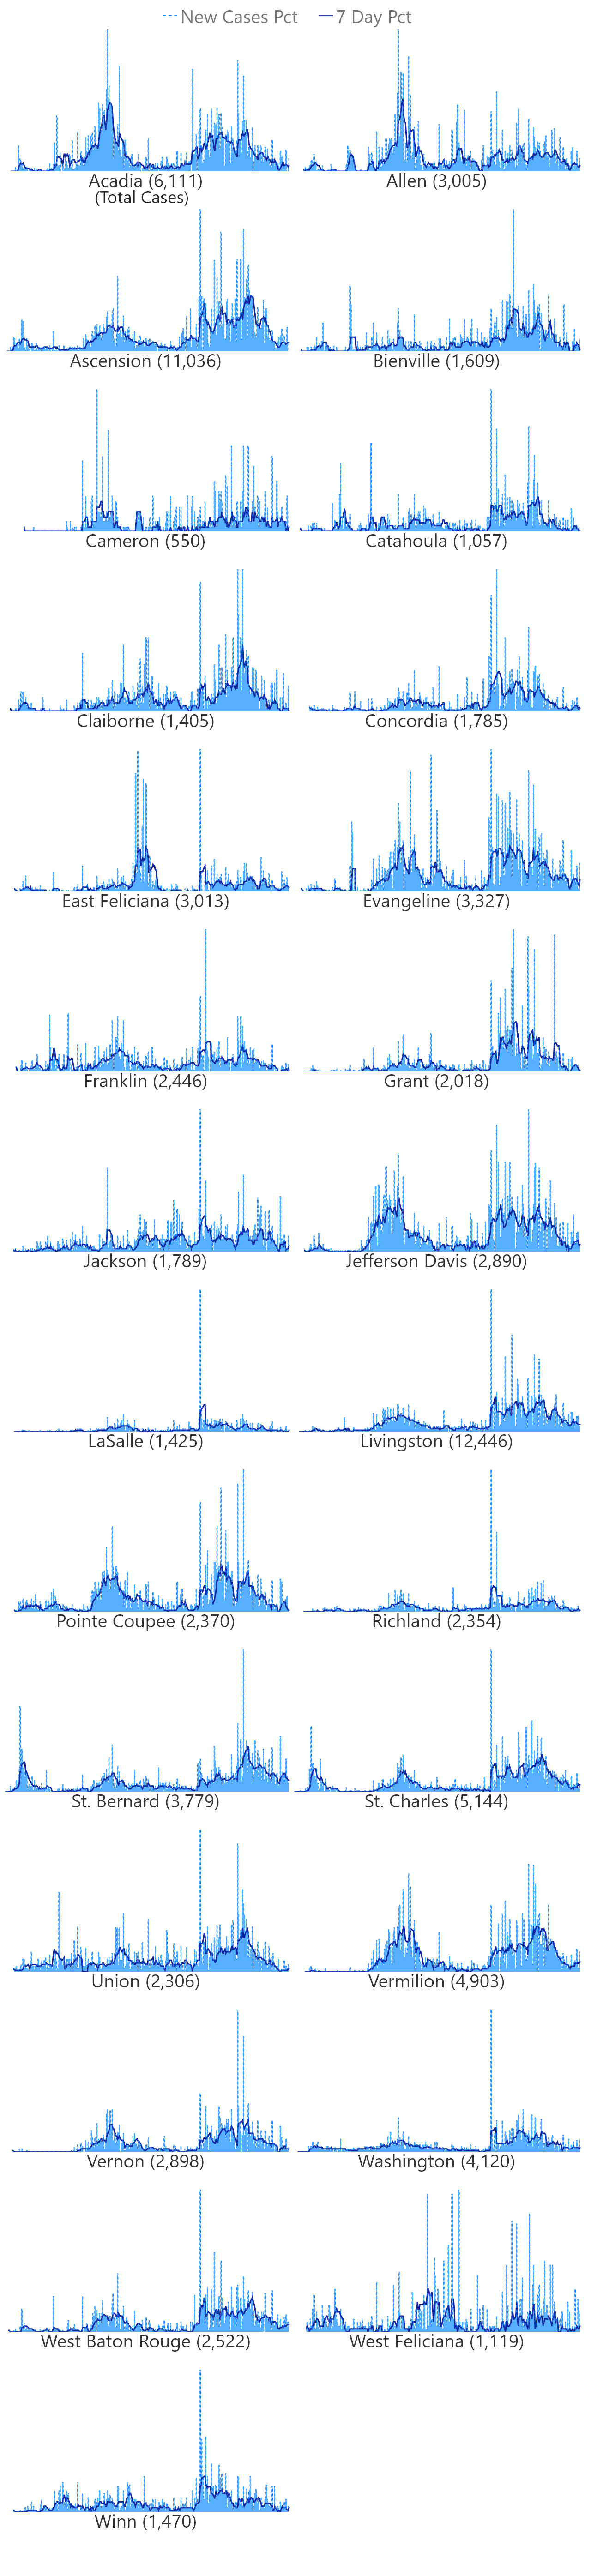 New Cases Pct 7 Day Pct
Acadia (6,111) Allen (3,005)
(Total Cases)
Ascension (11,036) Bienville (1,609)
Cameron (550) Catahoula (1,057)
Claiborne (1,405) Concordia (1,785)
East Feliciana (3,013) Evangeline (3,327)
Franklin (2,446) Grant (2,018)
Jackson (1,789) Jefferson Davis (2,890)
LaSalle (1,425) Livingston (12,446)
Pointe Coupee (2,370) Richland (2,354)
St. Bernard (3,779) St. Charles (5,144)
Union (2,306) Vermilion (4,903)
Vernon (2,898) Washington (4,120)
West Baton Rouge (2,522) West Feliciana (1,119)
Winn (1,470)